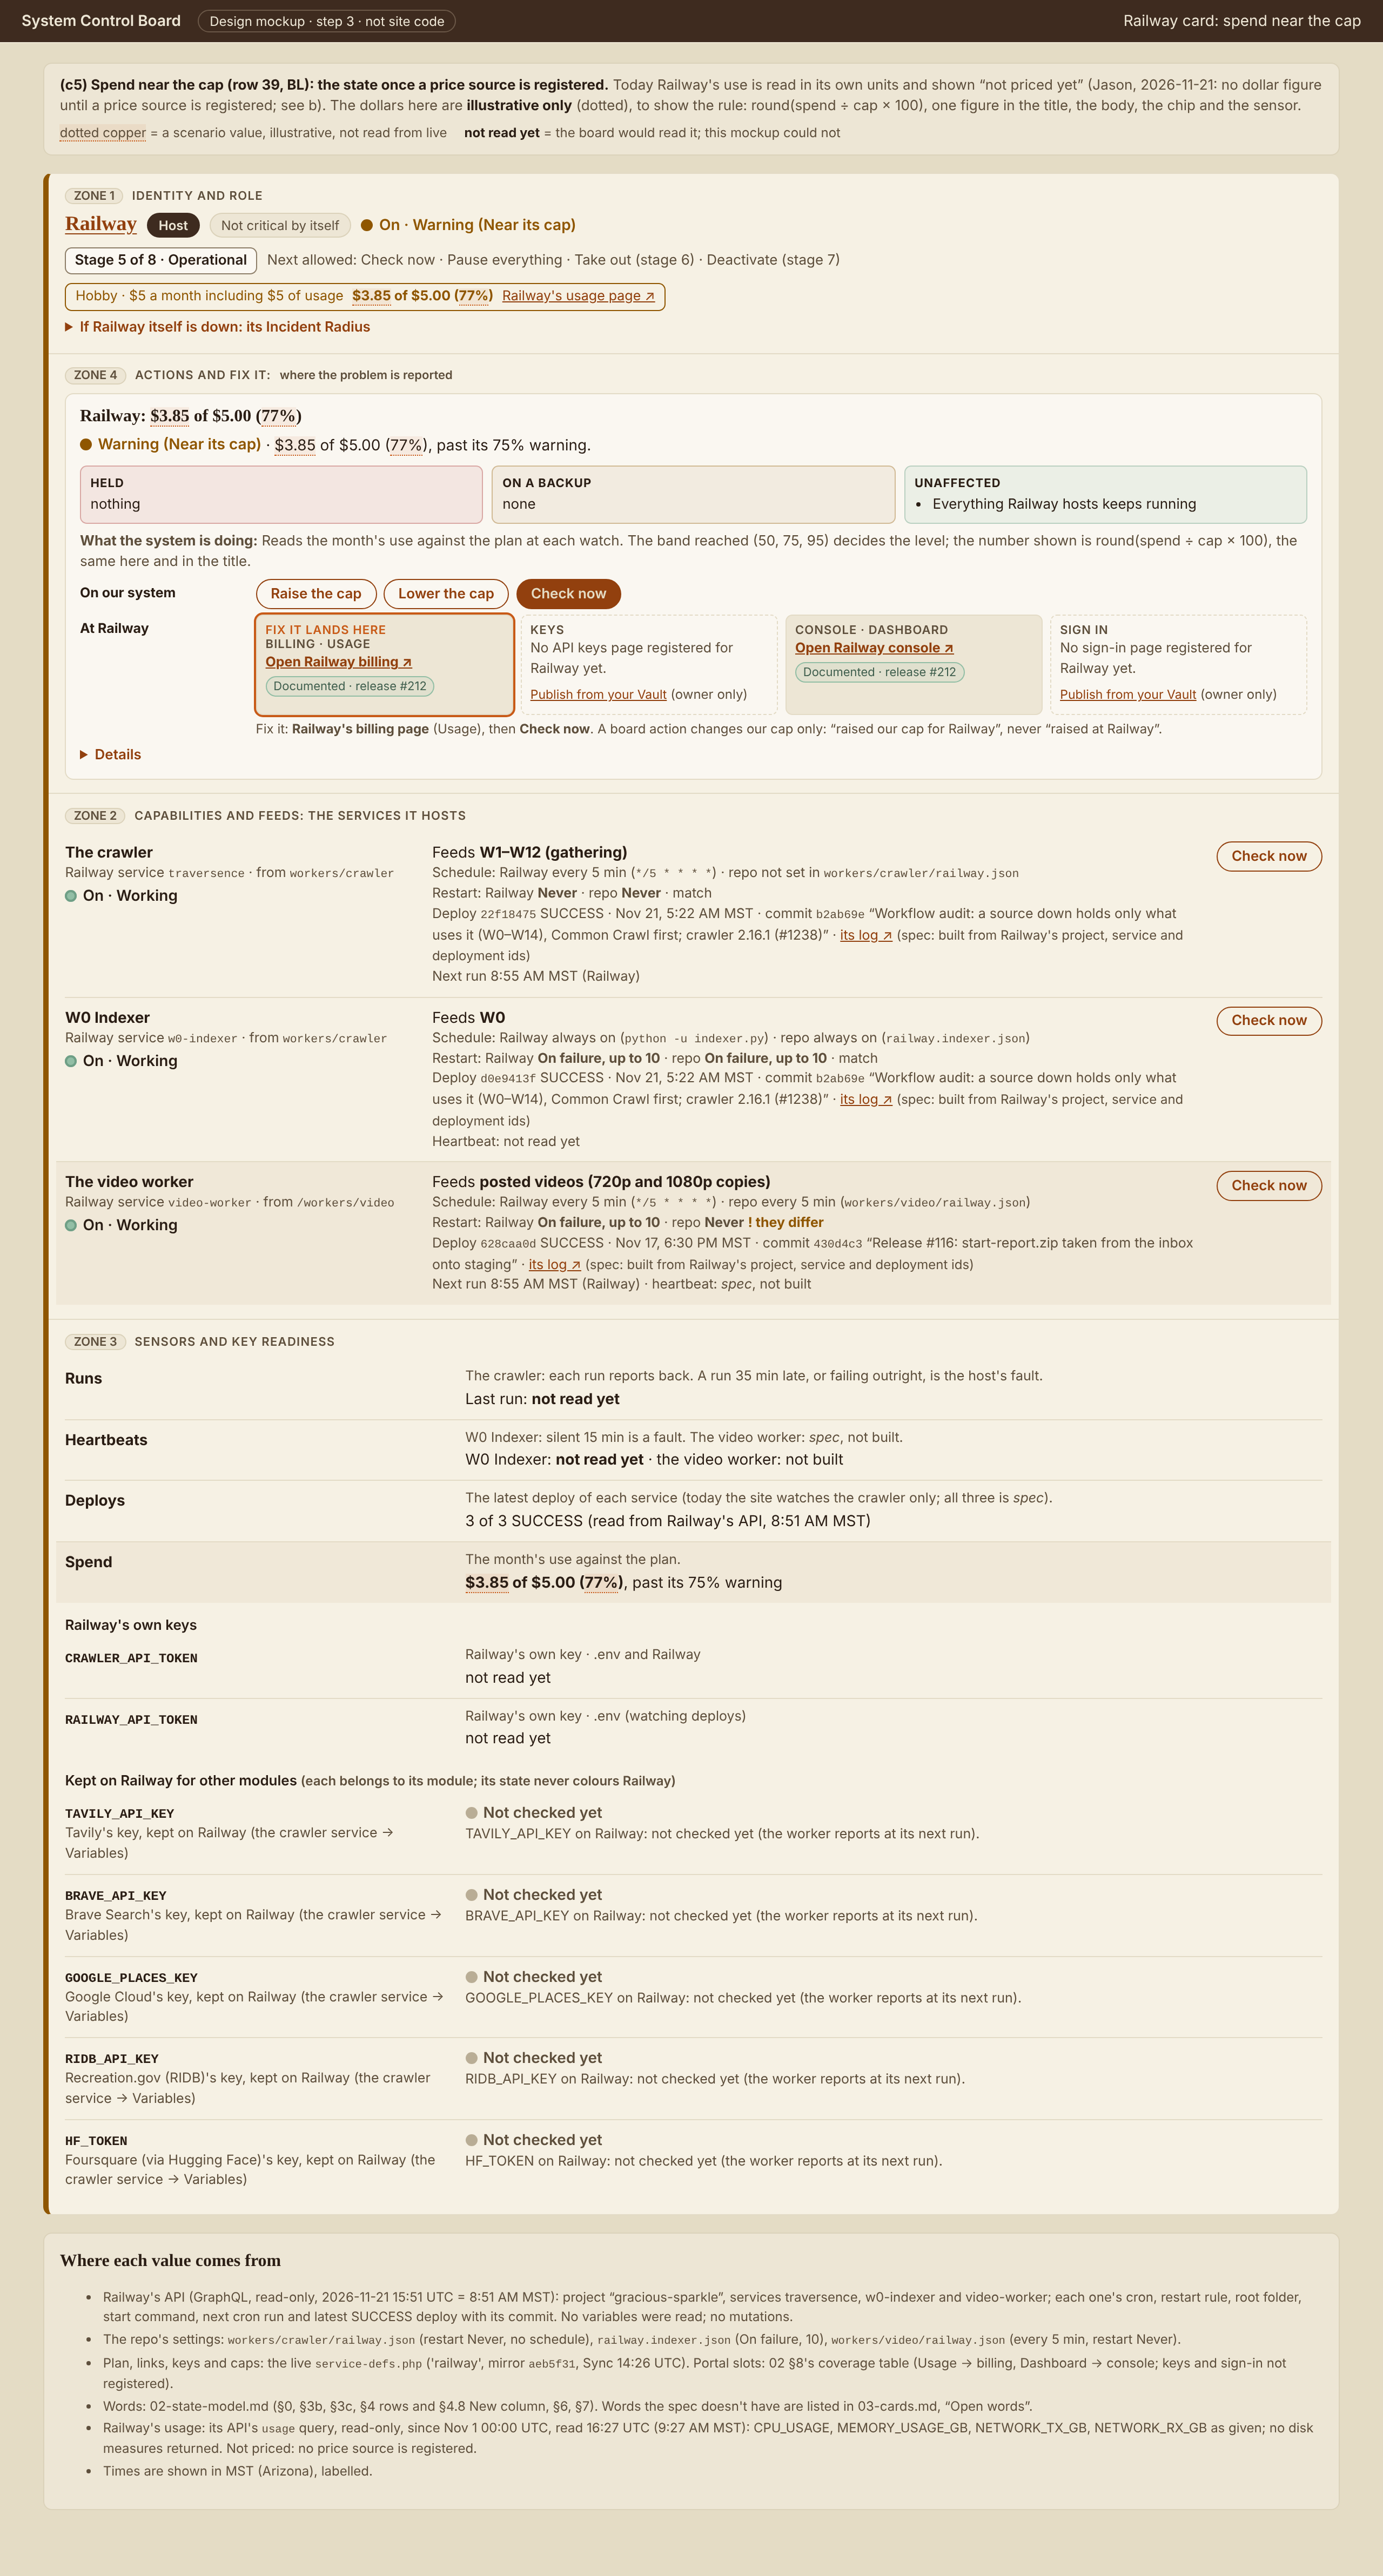 System Control Board
Design mockup · step 3 · not site code
Railway card: spend near the cap
(c5) Spend near the cap (row 39, BL): the state once a price source is registered. Today Railway's use is read in its own units and shown “not priced yet” (Jason, 2026-11-21: no dollar figure
until a price source is registered; see b). The dollars here are illustrative only (dotted), to show the rule: round(spend ÷ cap × 100), one figure in the title, the body, the chip and the sensor.
dotted copper = a scenario value, illustrative, not read from live not read yet = the board would read it; this mockup could not
ZONE 1 IDENTITY AND ROLE
Railway Host Not critical by itself On · Warning (Near its cap)
Stage 5 of 8 · Operational Next allowed: Check now · Pause everything · Take out (stage 6) · Deactivate (stage 7)
Hobby · $5 a month including $5 of usage $3.85 of $5.00 (77%) Railway's usage page ↗
▶ If Railway itself is down: its Incident Radius
ZONE 4 ACTIONS AND FIX IT: where the problem is reported
Railway: $3.85 of $5.00 (77%)
Warning (Near its cap) · $3.85 of $5.00 (77%), past its 75% warning.
HELD
nothing
ON A BACKUP
none
UNAFFECTED
• Everything Railway hosts keeps running
What the system is doing: Reads the month's use against the plan at each watch. The band reached (50, 75, 95) decides the level; the number shown is round(spend ÷ cap × 100), the
same here and in the title.
On our system Raise the cap Lower the cap Check now
At Railway
FIX IT LANDS HERE
BILLING · USAGE
Open Railway billing ↗
Documented · release #212
KEYS
No API keys page registered for
Railway yet.
Publish from your Vault (owner only)
CONSOLE · DASHBOARD
Open Railway console ↗
Documented · release #212
SIGN IN
No sign-in page registered for
Railway yet.
Publish from your Vault (owner only)
Fix it: Railway's billing page (Usage), then Check now. A board action changes our cap only: “raised our cap for Railway”, never “raised at Railway”.
▶ Details
ZONE 2 CAPABILITIES AND FEEDS: THE SERVICES IT HOSTS
The crawler
Railway service traversence · from workers/crawler
On · Working
Feeds W1–W12 (gathering)
Schedule: Railway every 5 min (*/5 * * * *) · repo not set in workers/crawler/railway.json
Restart: Railway Never · repo Never · match
Deploy 22f18475 SUCCESS · Nov 21, 5:22 AM MST · commit b2ab69e “Workflow audit: a source down holds only what
uses it (W0–W14), Common Crawl first; crawler 2.16.1 (#1238)” · its log ↗ (spec: built from Railway's project, service and
deployment ids)
Next run 8:55 AM MST (Railway)
Check now
W0 Indexer
Railway service w0-indexer · from workers/crawler
On · Working
Feeds W0
Schedule: Railway always on (python -u indexer.py) · repo always on (railway.indexer.json)
Restart: Railway On failure, up to 10 · repo On failure, up to 10 · match
Deploy d0e9413f SUCCESS · Nov 21, 5:22 AM MST · commit b2ab69e “Workflow audit: a source down holds only what
uses it (W0–W14), Common Crawl first; crawler 2.16.1 (#1238)” · its log ↗ (spec: built from Railway's project, service and
deployment ids)
Heartbeat: not read yet
Check now
The video worker
Railway service video-worker · from /workers/video
On · Working
Feeds posted videos (720p and 1080p copies)
Schedule: Railway every 5 min (*/5 * * * *) · repo every 5 min (workers/video/railway.json)
Restart: Railway On failure, up to 10 · repo Never ! they differ
Deploy 628caa0d SUCCESS · Nov 17, 6:30 PM MST · commit 430d4c3 “Release #116: start-report.zip taken from the inbox
onto staging” · its log ↗ (spec: built from Railway's project, service and deployment ids)
Next run 8:55 AM MST (Railway) · heartbeat: spec, not built
Check now
ZONE 3 SENSORS AND KEY READINESS
Runs
The crawler: each run reports back. A run 35 min late, or failing outright, is the host's fault.
Last run: not read yet
Heartbeats
W0 Indexer: silent 15 min is a fault. The video worker: spec, not built.
W0 Indexer: not read yet · the video worker: not built
Deploys
The latest deploy of each service (today the site watches the crawler only; all three is spec).
3 of 3 SUCCESS (read from Railway's API, 8:51 AM MST)
Spend
The month's use against the plan.
$3.85 of $5.00 (77%), past its 75% warning
Railway's own keys
CRAWLER_API_TOKEN
Railway's own key · .env and Railway
not read yet
RAILWAY_API_TOKEN
Railway's own key · .env (watching deploys)
not read yet
Kept on Railway for other modules (each belongs to its module; its state never colours Railway)
TAVILY_API_KEY
Tavily's key, kept on Railway (the crawler service →
Variables)
Not checked yet
TAVILY_API_KEY on Railway: not checked yet (the worker reports at its next run).
BRAVE_API_KEY
Brave Search's key, kept on Railway (the crawler service →
Variables)
Not checked yet
BRAVE_API_KEY on Railway: not checked yet (the worker reports at its next run).
GOOGLE_PLACES_KEY
Google Cloud's key, kept on Railway (the crawler service →
Variables)
Not checked yet
GOOGLE_PLACES_KEY on Railway: not checked yet (the worker reports at its next run).
RIDB_API_KEY
Recreation.gov (RIDB)'s key, kept on Railway (the crawler
service → Variables)
Not checked yet
RIDB_API_KEY on Railway: not checked yet (the worker reports at its next run).
HF_TOKEN
Foursquare (via Hugging Face)'s key, kept on Railway (the
crawler service → Variables)
Not checked yet
HF_TOKEN on Railway: not checked yet (the worker reports at its next run).
Where each value comes from
• Railway's API (GraphQL, read-only, 2026-11-21 15:51 UTC = 8:51 AM MST): project “gracious-sparkle”, services traversence, w0-indexer and video-worker; each one's cron, restart rule, root folder,
start command, next cron run and latest SUCCESS deploy with its commit. No variables were read; no mutations.
• The repo's settings: workers/crawler/railway.json (restart Never, no schedule), railway.indexer.json (On failure, 10), workers/video/railway.json (every 5 min, restart Never).
• Plan, links, keys and caps: the live service-defs.php ('railway', mirror aeb5f31, Sync 14:26 UTC). Portal slots: 02 §8's coverage table (Usage → billing, Dashboard → console; keys and sign-in not
registered).
• Words: 02-state-model.md (§0, §3b, §3c, §4 rows and §4.8 New column, §6, §7). Words the spec doesn't have are listed in 03-cards.md, “Open words”.
• Railway's usage: its API's usage query, read-only, since Nov 1 00:00 UTC, read 16:27 UTC (9:27 AM MST): CPU_USAGE, MEMORY_USAGE_GB, NETWORK_TX_GB, NETWORK_RX_GB as given; no disk
measures returned. Not priced: no price source is registered.
• Times are shown in MST (Arizona), labelled.